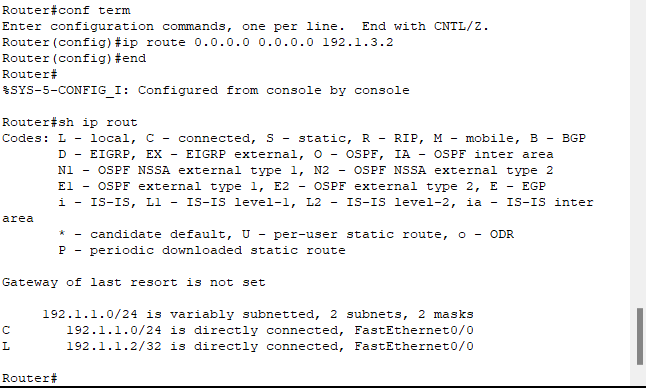 Router#conf term
Enter configuration commands, one per line.  End with CNTL/Z.
Router(config)#ip route 0.0.0.0 0.0.0.0 192.1.3.2
Router(config)#end
Router#
%SYS-5-CONFIG_I: Configured from console by console

Router#sh ip rout
Codes: L - local, C - connected, S - static, R - RIP, M - mobile, B - BGP
       D - EIGRP, EX - EIGRP external, O - OSPF, IA - OSPF inter area
       N1 - OSPF NSSA external type 1, N2 - OSPF NSSA external type 2
       E1 - OSPF external type 1, E2 - OSPF external type 2, E - EGP
       i - IS-IS, L1 - IS-IS level-1, L2 - IS-IS level-2, ia - IS-IS inter
area
       * - candidate default, U - per-user static route, o - ODR
       P - periodic downloaded static route

Gateway of last resort is not set

     192.1.1.0/24 is variably subnetted, 2 subnets, 2 masks
C       192.1.1.0/24 is directly connected, FastEthernet0/0
L       192.1.1.2/32 is directly connected, FastEthernet0/0

Router#